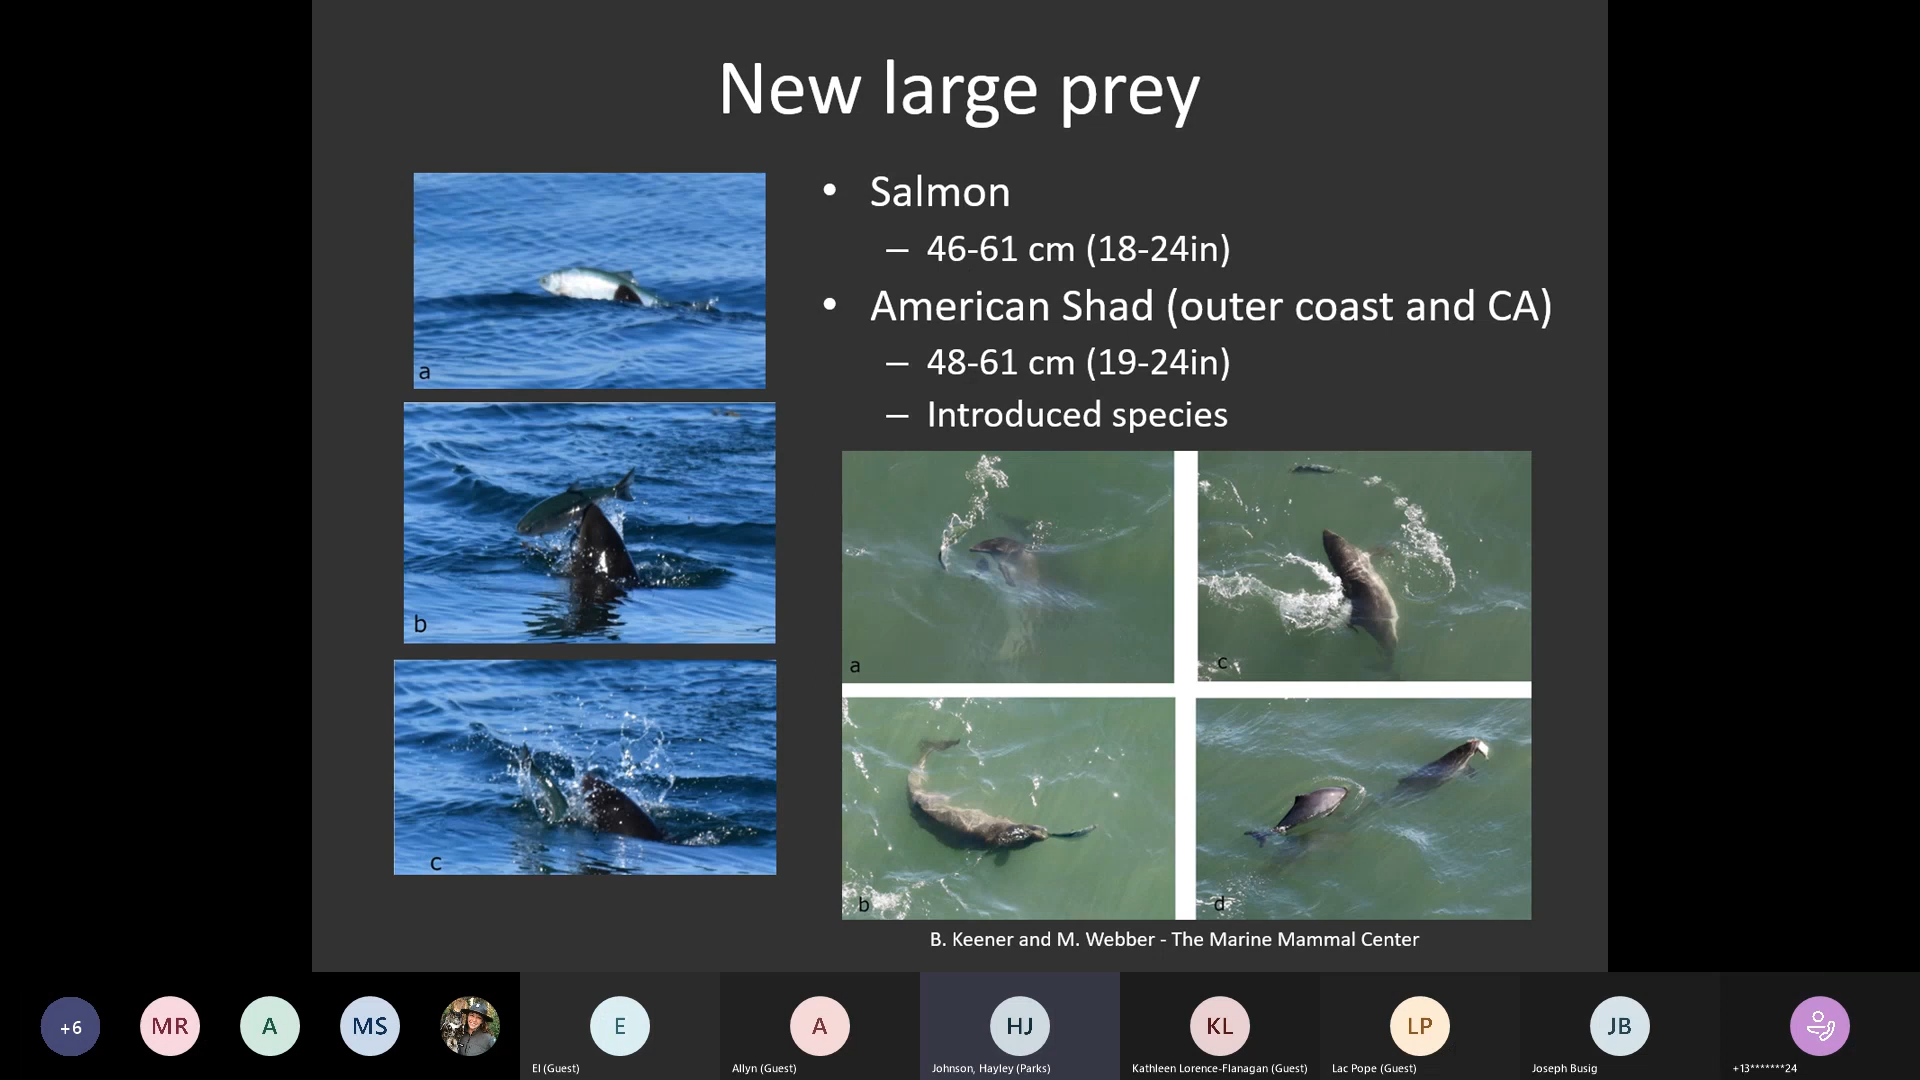 New large prey
• Salmon
– 46-61 cm (18-24in)
• American Shad (outer coast and CA)
– 48-61 cm (19-24in)
– Introduced species
a
b
c
a
c
b
d
B. Keener and M. Webber - The Marine Mammal Center
+6
MR
A
MS
E
A
HJ
KL
LP
JB
El (Guest)
Allyn (Guest)
Johnson, Hayley (Parks)
Kathleen Lorence-Flanagan (Guest)
Lac Pope (Guest)
Joseph Busig
+13*******24